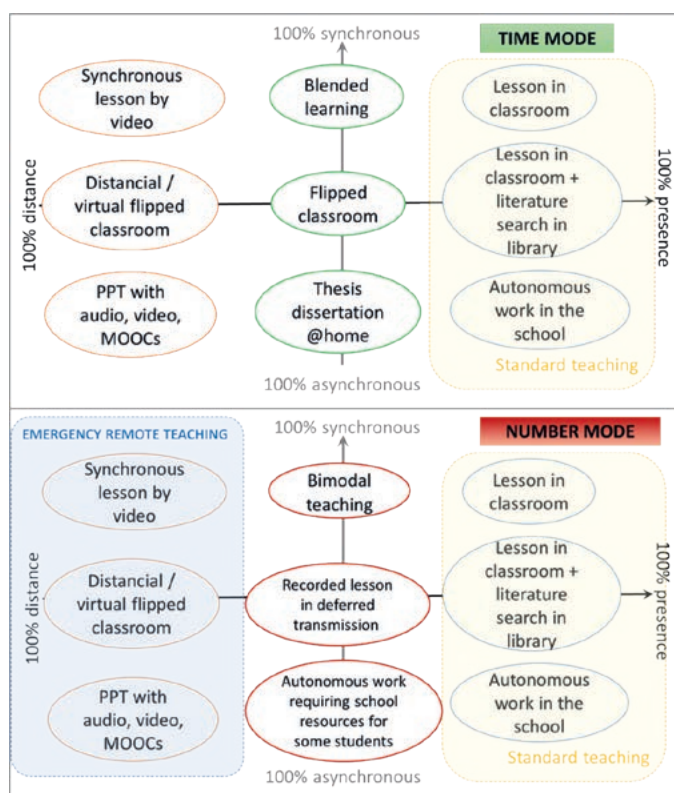 100% synchronous
TIME MODE
Synchronous
lesson by
video
Blended
learning
Lesson in
classroom
100% distance
Distancial /
virtual flipped
classroom
Flipped
classroom
Lesson in
classroom +
literature
search in
library
100% presence
PPT with
audio, video,
MOOCs
Thesis
dissertation
@home
Autonomous
work in the
school
Standard teaching
100% asynchronous
EMERGENCY REMOTE TEACHING
100% synchronous
NUMBER MODE
Synchronous
lesson by
video
Bimodal
teaching
Lesson in
classroom
100% distance
Distancial /
virtual flipped
classroom
Recorded lesson
in deferred
transmission
Lesson in
classroom +
literature
search in
library
100% presence
PPT with
audio, video,
MOOCs
Autonomous work
requiring school
resources for
some students
Autonomous
work in the
school
Standard teaching
100% asynchronous